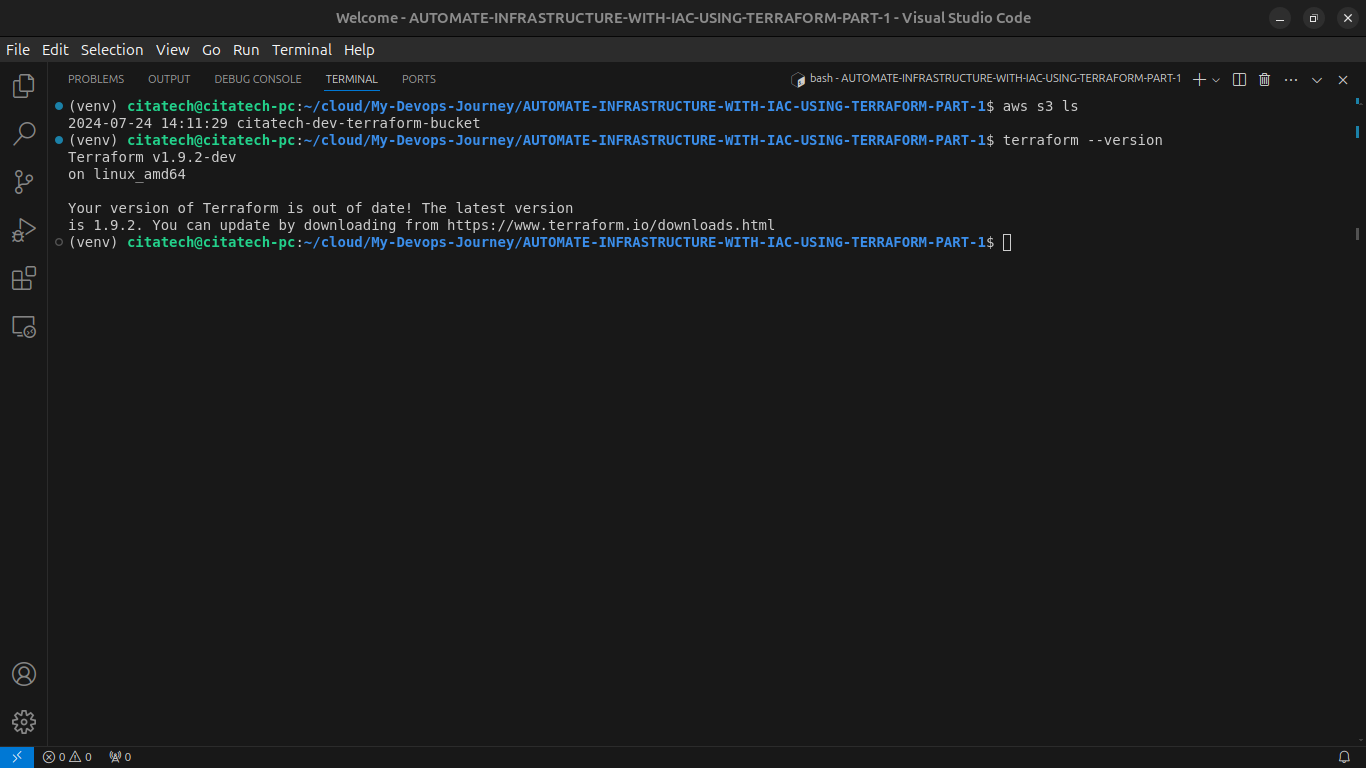 Welcome - AUTOMATE-INFRASTRUCTURE-WITH-IAC-USING-TERRAFORM-PART-1 - Visual Studio Code
File Edit Selection View Go Run Terminal Help
PROBLEMS OUTPUT DEBUG CONSOLE TERMINAL PORTS bash - AUTOMATE-INFRASTRUCTURE-WITH-IAC-USING-TERRAFORM-PART-1
(venv) citatech@citatech-pc:~/cloud/My-Devops-Journey/AUTOMATE-INFRASTRUCTURE-WITH-IAC-USING-TERRAFORM-PART-1$ aws s3 ls
2024-07-24 14:11:29 citatech-dev-terraform-bucket
(venv) citatech@citatech-pc:~/cloud/My-Devops-Journey/AUTOMATE-INFRASTRUCTURE-WITH-IAC-USING-TERRAFORM-PART-1$ terraform --version
Terraform v1.9.2-dev
on linux_amd64
Your version of Terraform is out of date! The latest version
is 1.9.2. You can update by downloading from https://www.terraform.io/downloads.html
(venv) citatech@citatech-pc:~/cloud/My-Devops-Journey/AUTOMATE-INFRASTRUCTURE-WITH-IAC-USING-TERRAFORM-PART-1$
0 0 0